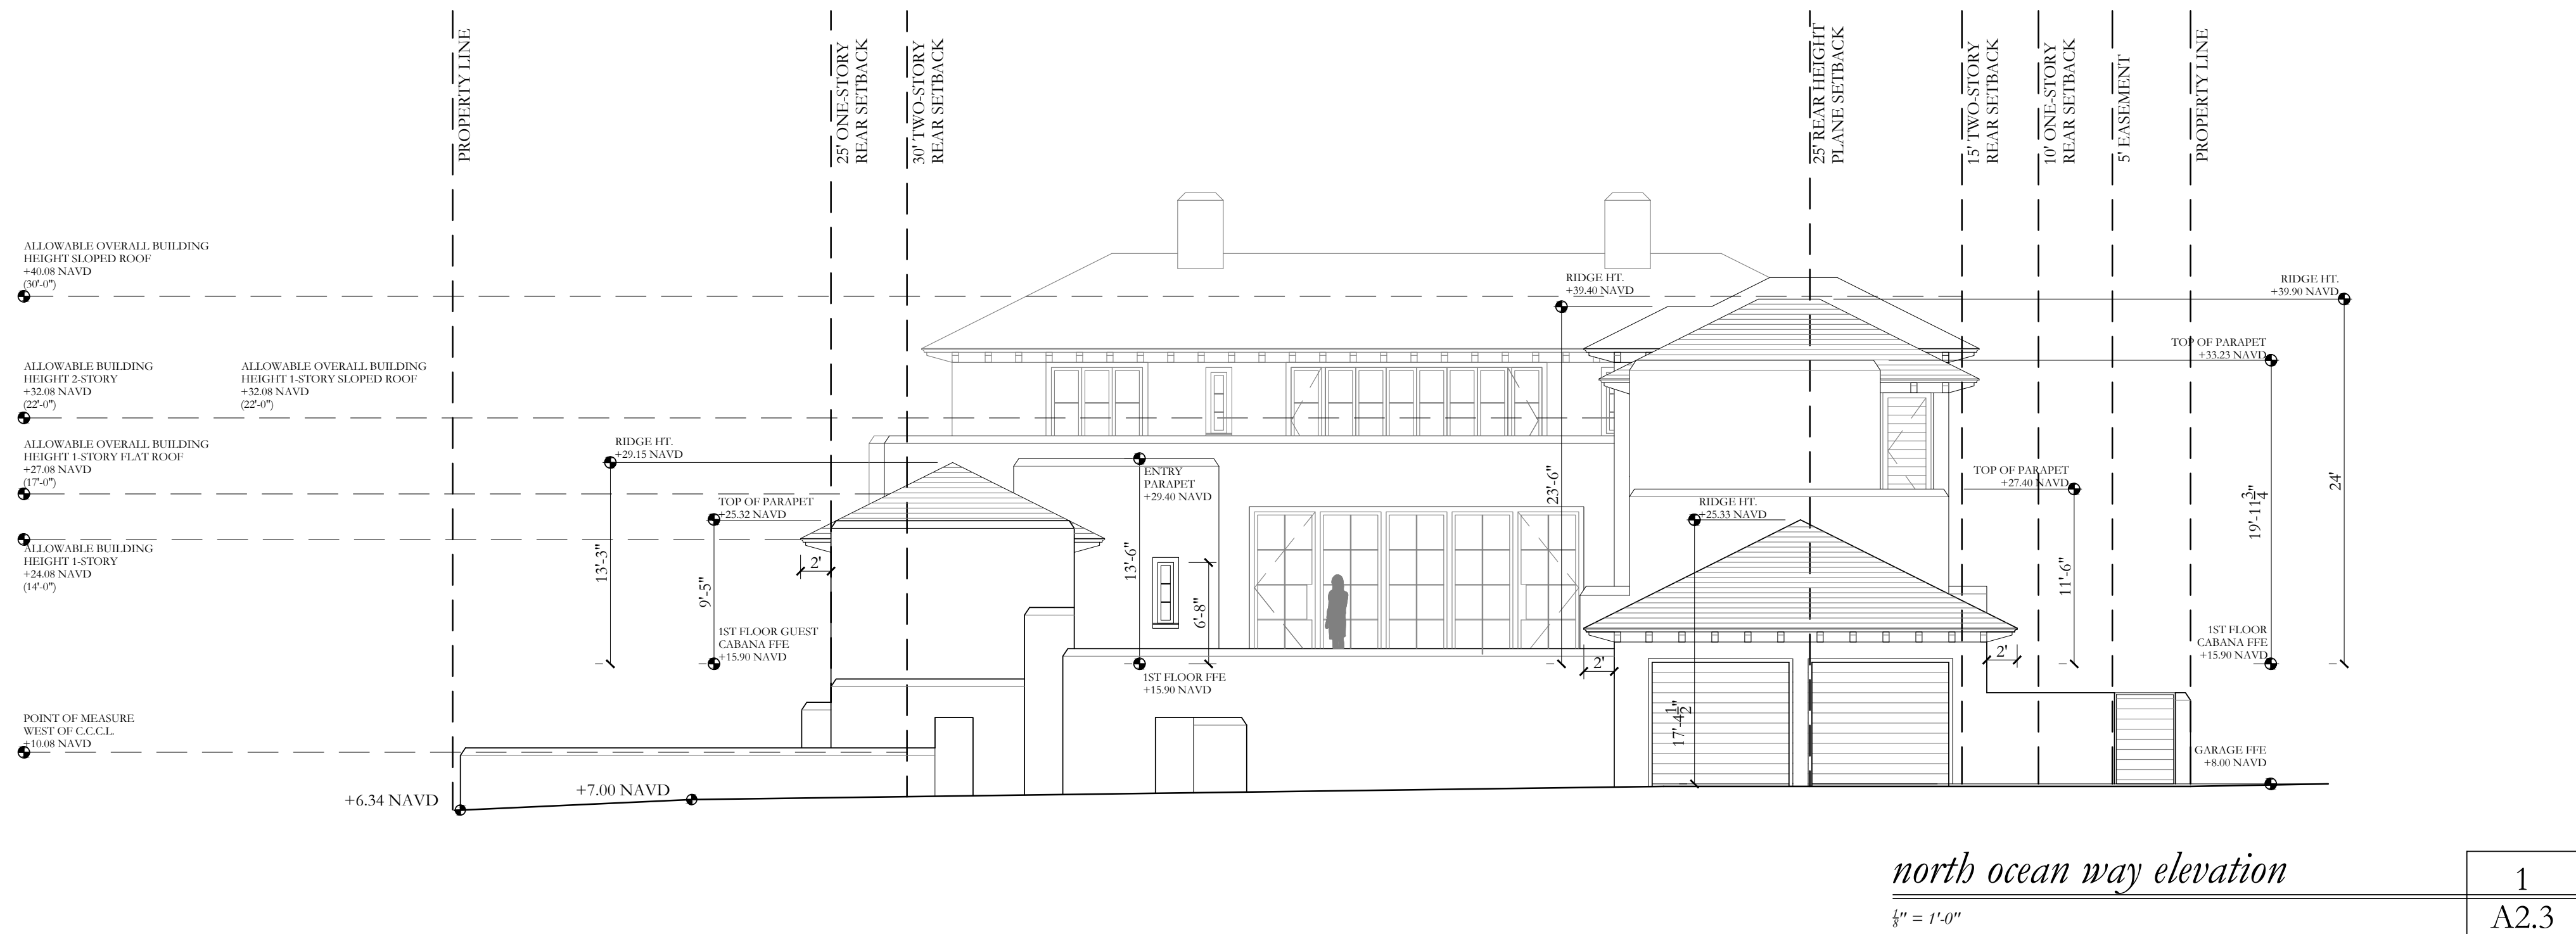 PROPERTY LINE
25' ONE-STORY
REAR SETBACK
30' TWO-STORY
REAR SETBACK
25' REAR HEIGHT
PLANE SETBACK
15' TWO-STORY
REAR SETBACK
10' ONE-STORY
REAR SETBACK
5' EASEMENT
PROPERTY LINE
ALLOWABLE OVERALL BUILDING
HEIGHT SLOPED ROOF
+40.08 NAVD
(30'-0")
ALLOWABLE BUILDING
HEIGHT 2-STORY
+32.08 NAVD
(22'-0")
ALLOWABLE OVERALL BUILDING
HEIGHT 1-STORY SLOPED ROOF
+32.08 NAVD
(22'-0")
ALLOWABLE OVERALL BUILDING
HEIGHT 1-STORY FLAT ROOF
+27.08 NAVD
(17'-0")
ALLOWABLE BUILDING
HEIGHT 1-STORY
+24.08 NAVD
(14'-0")
POINT OF MEASURE
WEST OF C.C.C.L.
+10.08 NAVD
RIDGE HT.
+29.15 NAVD
13'-3"
TOP OF PARAPET
+25.32 NAVD
9'-5"
1ST FLOOR GUEST
CABANA FFE
+15.90 NAVD
2'
ENTRY
PARAPET
+29.40 NAVD
13'-6"
6'-8"
1ST FLOOR FFE
+15.90 NAVD
RIDGE HT.
+39.40 NAVD
23'-6"
2'
RIDGE HT.
+25.33 NAVD
17'-4 1/2"
2'
TOP OF PARAPET
+27.40 NAVD
11'-6"
RIDGE HT.
+39.90 NAVD
24'
TOP OF PARAPET
+33.23 NAVD
19'-11 3/4"
1ST FLOOR
CABANA FFE
+15.90 NAVD
GARAGE FFE
+8.00 NAVD
+6.34 NAVD
+7.00 NAVD
north ocean way elevation
1/8" = 1'-0"
1
A2.3